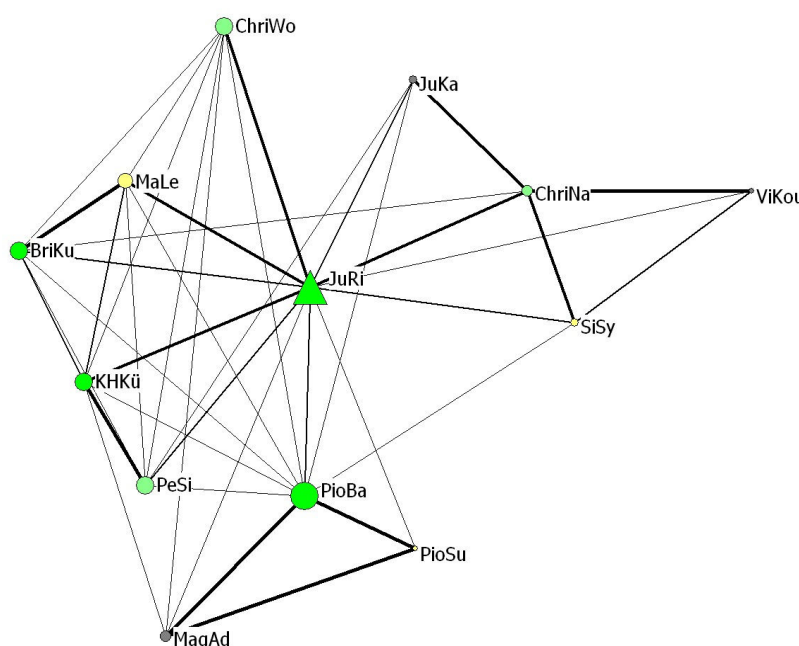 ChriWo
JuKa
MaLe
ChriNa
ViKou
BriKu
JuRi
SiSy
KHKü
PeSi
PioBa
PioSu
MagAd